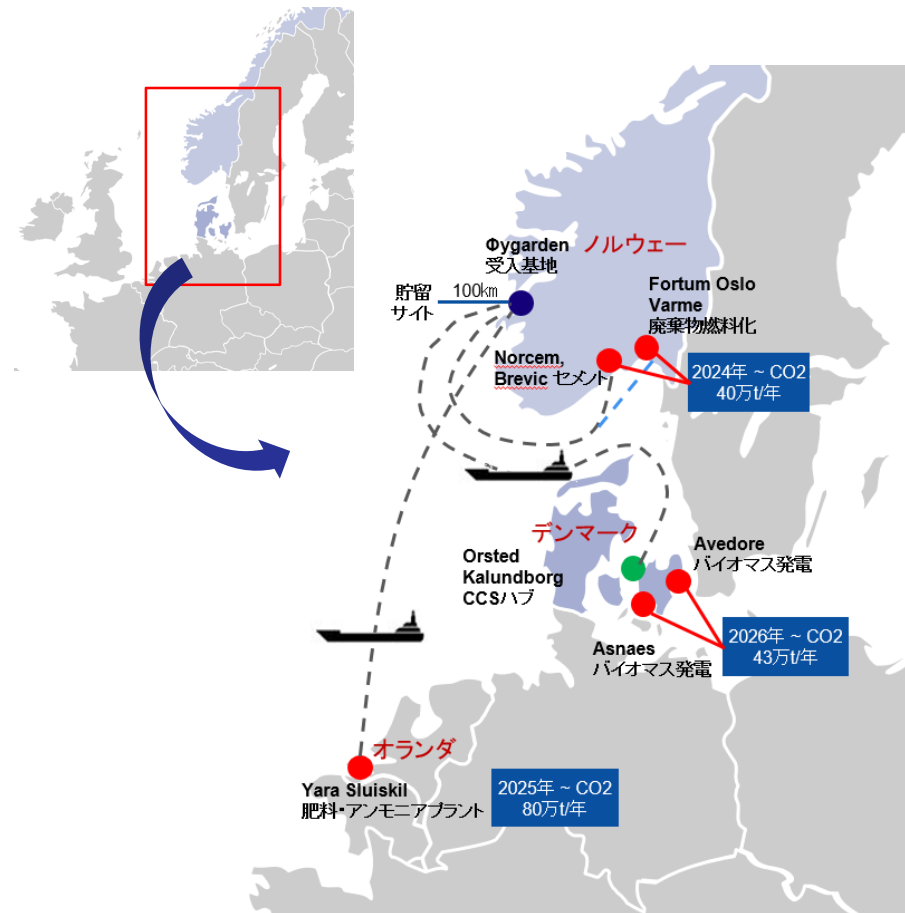 Φygarden
受入基地
ノルウェー
貯留
サイト
100km
Fortum Oslo
Varme
廃棄物燃料化
Norcem,
Brevic セメント
2024年 ~ CO2
40万t/年
デンマーク
Orsted
Kalundborg
CCSハブ
Avedore
バイオマス発電
Asnaes
バイオマス発電
2026年 ~ CO2
43万t/年
オランダ
Yara Sluiskil
肥料・アンモニアプラント
2025年 ~ CO2
80万t/年